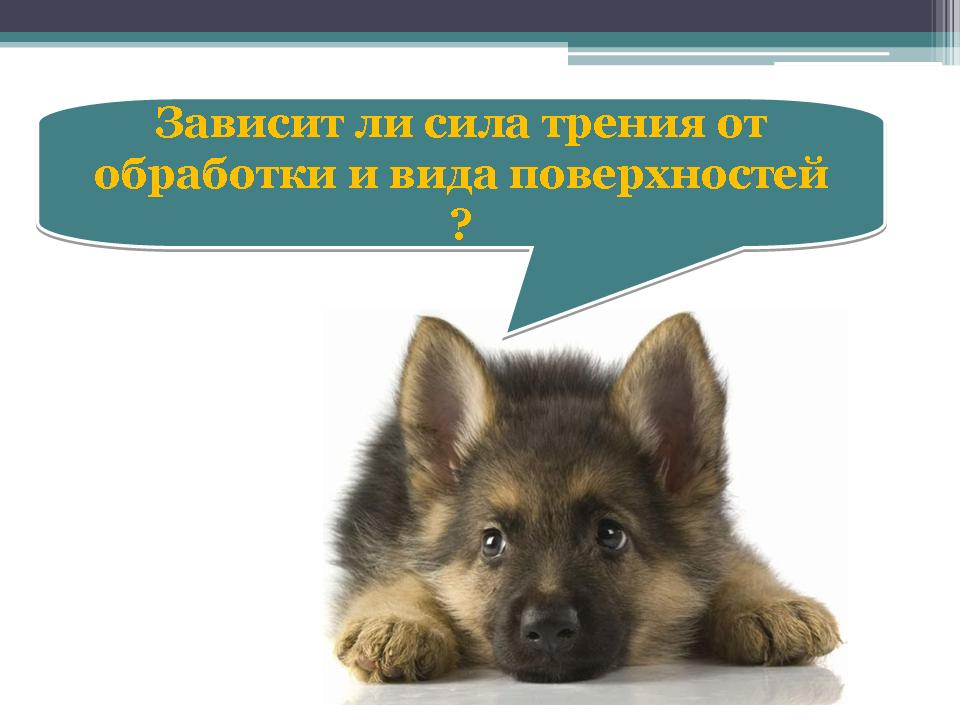 Зависит ли сила трения от
обработки и вида поверхностей
?